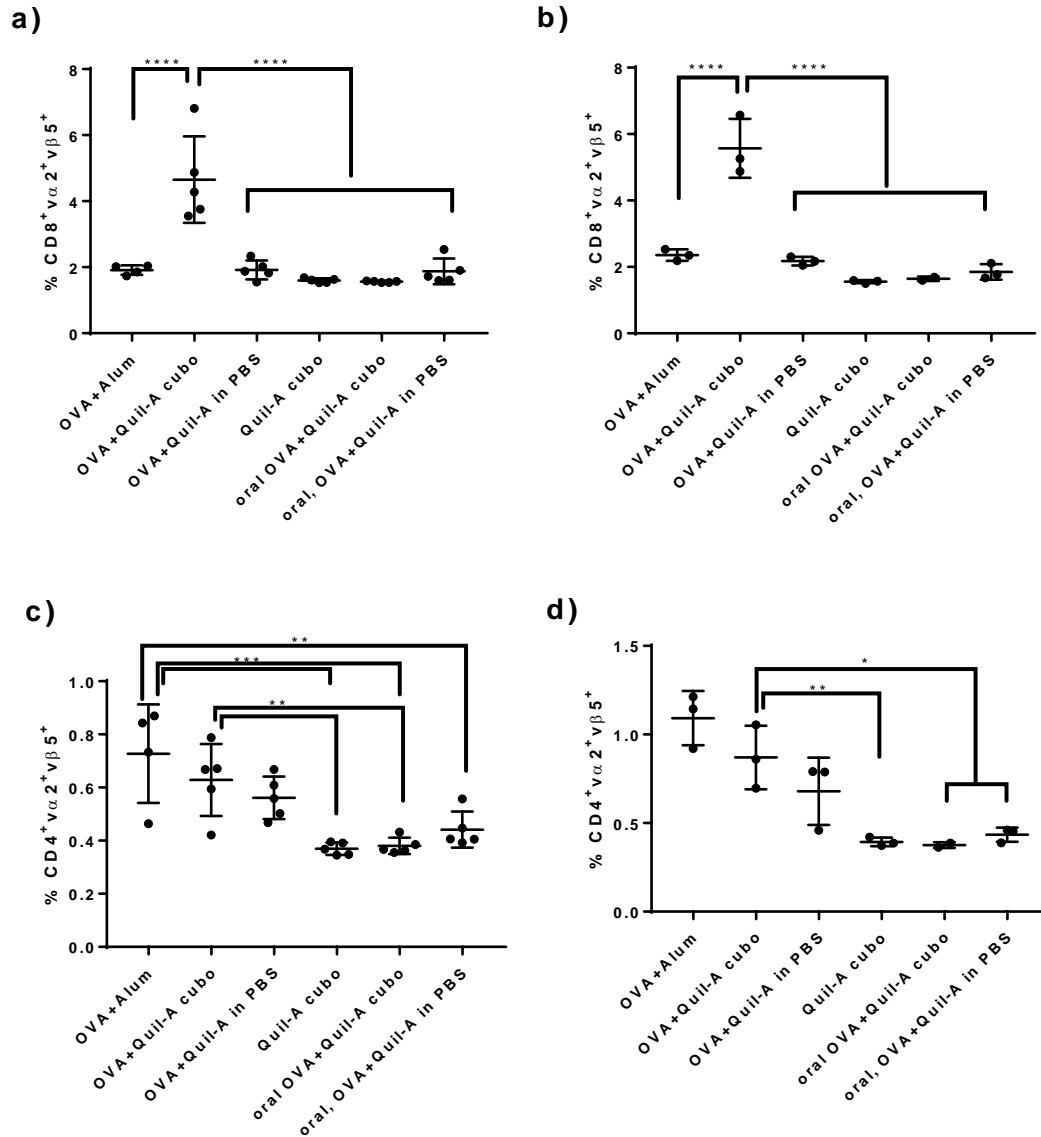 a)
****
****
% CD8⁺vα2⁺vβ5⁺
8
6
4
2
0
OVA+Alum
OVA+Quil-A cubo
OVA+Quil-A in PBS
Quil-A cubo
oral OVA+Quil-A cubo
oral, OVA+Quil-A in PBS
b)
****
****
% CD8⁺vα2⁺vβ5⁺
8
6
4
2
0
OVA+Alum
OVA+Quil-A cubo
OVA+Quil-A in PBS
Quil-A cubo
oral OVA+Quil-A cubo
oral, OVA+Quil-A in PBS
c)
**
***
**
% CD4⁺vα2⁺vβ5⁺
1.0
0.8
0.6
0.4
0.2
0.0
OVA+Alum
OVA+Quil-A cubo
OVA+Quil-A in PBS
Quil-A cubo
oral OVA+Quil-A cubo
oral, OVA+Quil-A in PBS
d)
*
**
% CD4⁺vα2⁺vβ5⁺
1.5
1.0
0.5
0.0
OVA+Alum
OVA+Quil-A cubo
OVA+Quil-A in PBS
Quil-A cubo
oral OVA+Quil-A cubo
oral, OVA+Quil-A in PBS